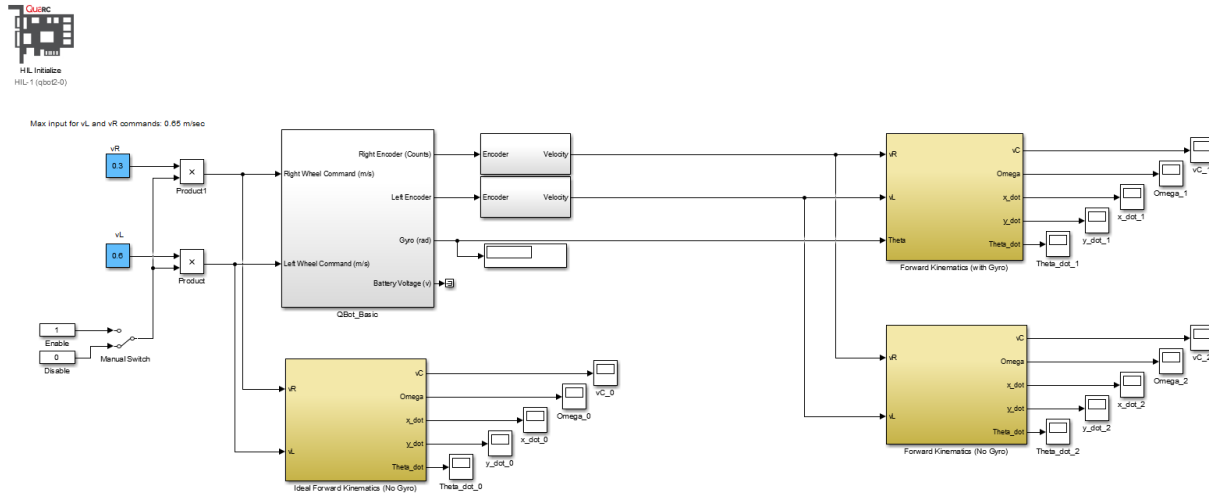 QUARC
HIL Initialize
HIL-1 (qbot2-0)
Max input for vL and vR commands: 0.65 m/sec
vR
0.3
×
Product1
vL
0.6
×
Product
1
Enable
0
Disable
Manual Switch
Right Wheel Command (m/s)
Left Wheel Command (m/s)
Right Encoder (Counts)
Left Encoder
Gyro (rad)
Battery Voltage (v)
QBot_Basic
Encoder
Velocity
Encoder
Velocity
vR
vL
Theta
vC
Omega
x_dot
y_dot
Theta_dot
Forward Kinematics (with Gyro)
vC_1
Omega_1
x_dot_1
y_dot_1
Theta_dot_1
vR
vL
vC
Omega
x_dot
y_dot
Theta_dot
Ideal Forward Kinematics (No Gyro)
vC_0
Omega_0
x_dot_0
y_dot_0
Theta_dot_0
vR
vL
vC
Omega
x_dot
y_dot
Theta_dot
Forward Kinematics (No Gyro)
vC_2
Omega_2
x_dot_2
y_dot_2
Theta_dot_2